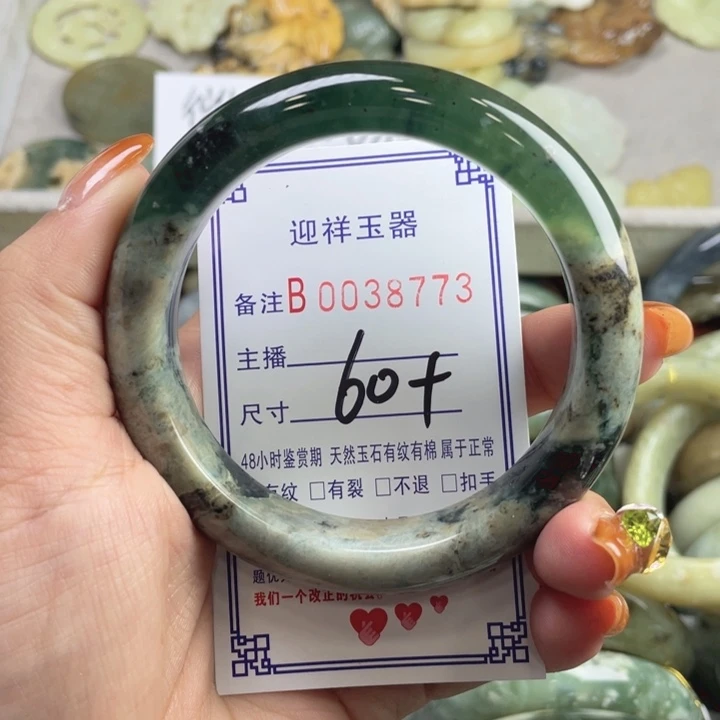 迎祥玉器
备注B 0038773
主播
尺寸 60+
48小时鉴赏期 天然玉石有纹有棉 属于正常
有纹 □有裂 □不退 □扣手
我们一个改正的机会